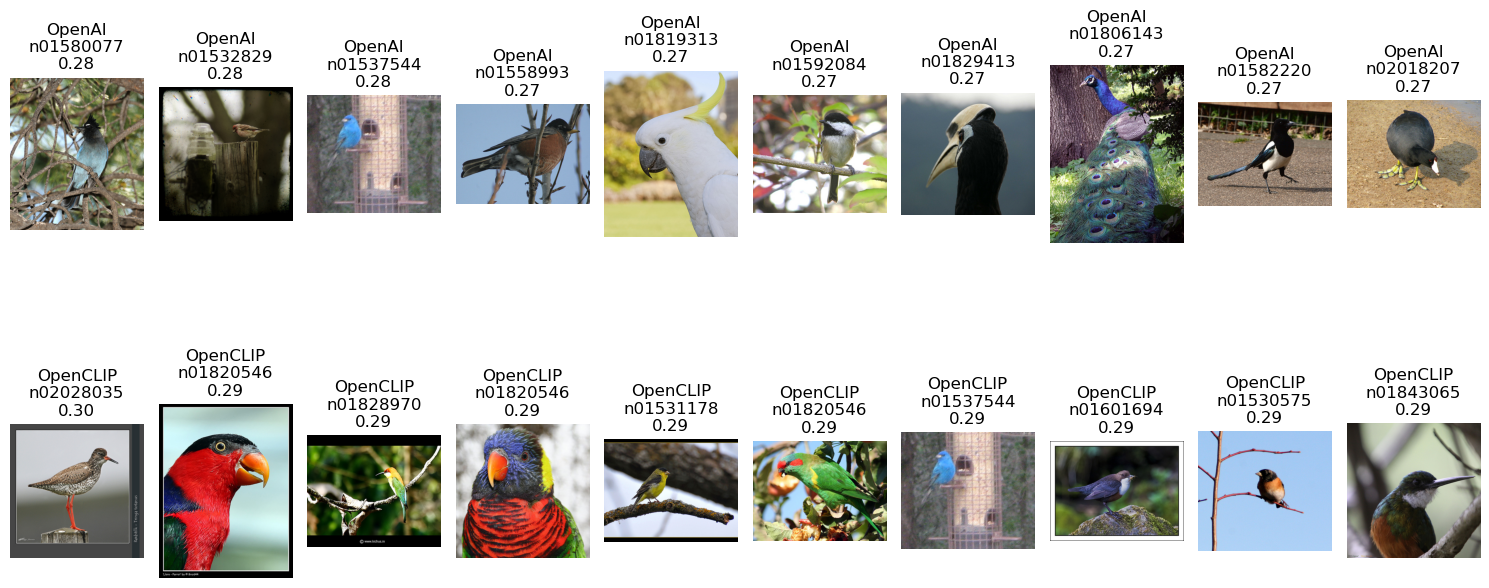 OpenAI
n01580077
0.28
OpenAI
n01532829
0.28
OpenAI
n01537544
0.28
OpenAI
n01558993
0.27
OpenAI
n01819313
0.27
OpenAI
n01592084
0.27
OpenAI
n01829413
0.27
OpenAI
n01806143
0.27
OpenAI
n01582220
0.27
OpenAI
n02018207
0.27
OpenCLIP
n02028035
0.30
OpenCLIP
n01820546
0.29
OpenCLIP
n01828970
0.29
OpenCLIP
n01820546
0.29
OpenCLIP
n01531178
0.29
OpenCLIP
n01820546
0.29
OpenCLIP
n01537544
0.29
OpenCLIP
n01601694
0.29
OpenCLIP
n01530575
0.29
OpenCLIP
n01843065
0.29